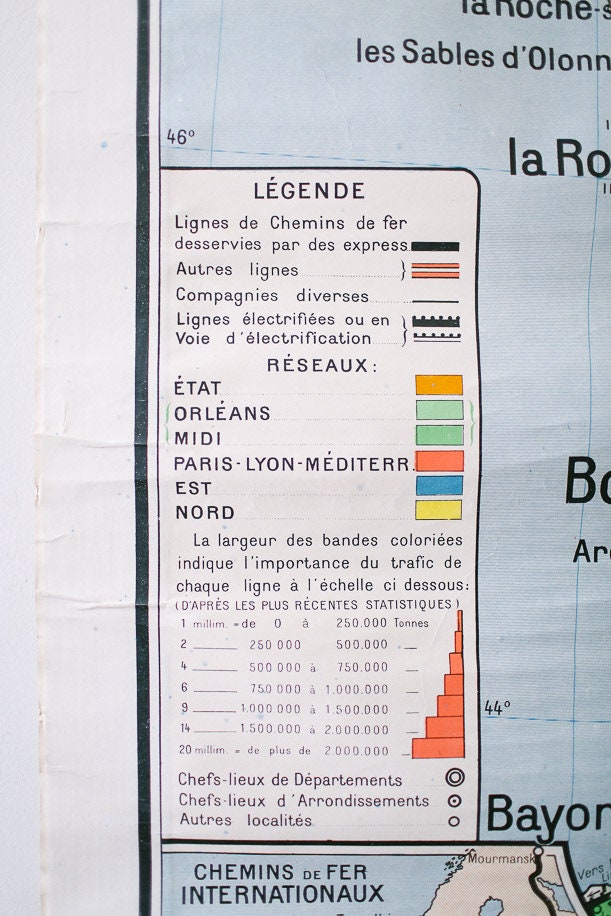 les Sables d'Olonn
46°
la Ro
LÉGENDE
Lignes de Chemins de fer
desservies par des express
Autres lignes
Compagnies diverses
Lignes électrifiées ou en
Voie d'électrification
RÉSEAUX:
ÉTAT
ORLÉANS
MIDI
PARIS-LYON-MÉDITERR.
EST
NORD
La largeur des bandes coloriées
indique l'importance du trafic de
chaque ligne à l'échelle ci dessous:
(D'APRÈS LES PLUS RÉCENTES STATISTIQUES)
1 millim. = de 0 à 250.000 Tonnes
2 250 000 500.000
4 500 000 à 750.000
6 750 000 à 1.000.000
9 1.000.000 à 1.500.000
14 1.500.000 à 2.000.000
20 millim. = de plus de 2.000.000
44°
Chefs-lieux de Départements
Chefs-lieux d'Arrondissements
Autres localités
Bayon
CHEMINS DE FER
INTERNATIONAUX
Mourmansk
Vers